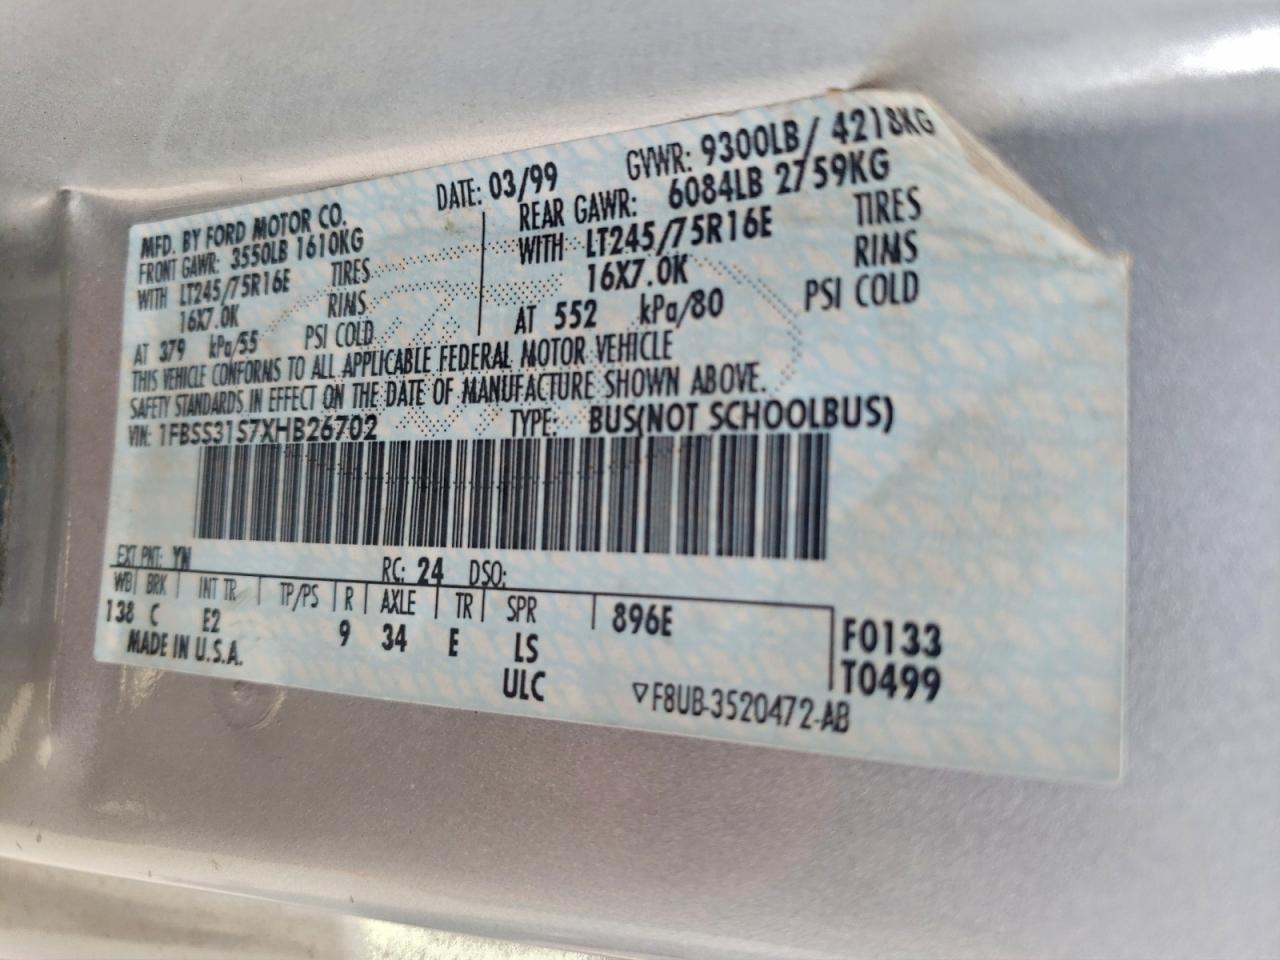 MFD. BY FORD MOTOR CO. DATE: 03/99 GVWR: 9300LB/ 4218KG
FRONT GAWR: 3550LB 1610KG REAR GAWR: 6084LB 2759KG
WITH LT245/75R16E TIRES WITH LT245/75R16E TIRES
16X7.0K RIMS 16X7.0K RIMS
AT 379 kPa/55 PSI COLD AT 552 kPa/80 PSI COLD
THIS VEHICLE CONFORMS TO ALL APPLICABLE FEDERAL MOTOR VEHICLE
SAFETY STANDARDS IN EFFECT ON THE DATE OF MANUFACTURE SHOWN ABOVE.
VIN: 1FBSS31S7XHB26702 TYPE: BUS(NOT SCHOOLBUS)
EXT PNT: YN RC: 24 DSO:
WB BRK INT TR TP/PS R AXLE TR SPR 896E F0133
138 C E2 9 34 E LS T0499
MADE IN U.S.A. ULC ▽F8UB-3520472-AB